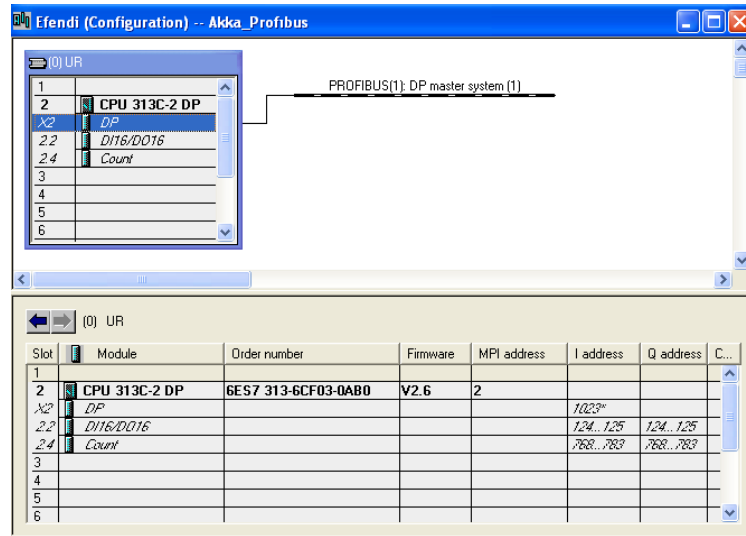 Efendi (Configuration) -- Akka_Profibus
(0) UR
PROFIBUS(1): DP master system (1)
1
2 CPU 313C-2 DP
X2 DP
2.2 DI16/DO16
2.4 Count
3
4
5
6
(0) UR
Slot Module Order number Firmware MPI address I address Q address C...
1
2 CPU 313C-2 DP 6ES7 313-6CF03-0AB0 V2.6 2
X2 DP 1023*
2.2 DI16/DO16 124...125 124...125
2.4 Count 768...783 768...783
3
4
5
6